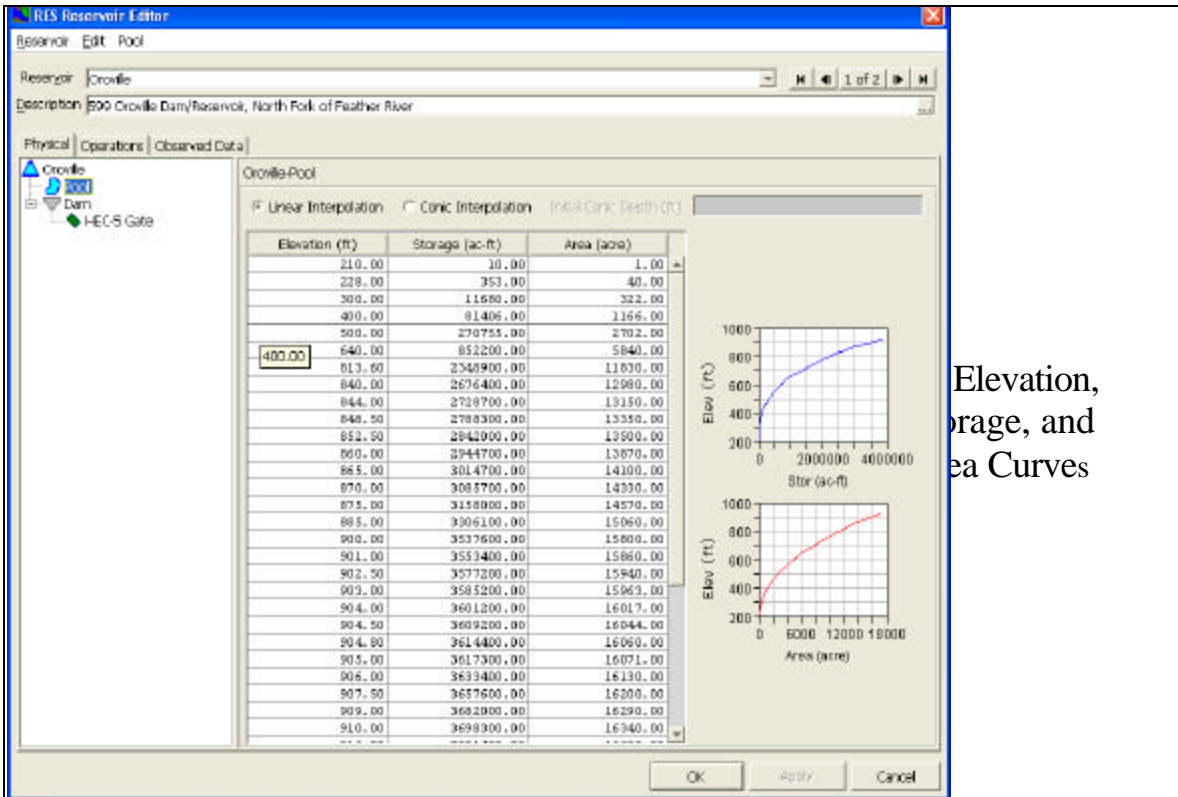 RES Reservoir Editor
Reservoir Edit Pool
Reservoir Oroville 1 of 2
Description 599 Oroville Dam/Reservoir, North Fork of Feather River ...
Physical Operations Observed Data
Oroville
Pool
Dam
HEC-5 Gate
Oroville-Pool
Linear Interpolation Conic Interpolation Initial Conic Depth (ft)
Elevation (ft) Storage (ac-ft) Area (acre)
210.00 10.00 1.00
228.00 353.00 40.00
300.00 11680.00 322.00
400.00 81406.00 1166.00
500.00 270755.00 2702.00
640.00 852200.00 5840.00
400.00
813.60 2348900.00 11830.00
840.00 2676400.00 12980.00
844.00 2728700.00 13150.00
848.50 2788300.00 13350.00
852.50 2842000.00 13500.00
860.00 2944700.00 13870.00
865.00 3014700.00 14100.00
870.00 3085700.00 14330.00
875.00 3158000.00 14570.00
885.00 3306100.00 15060.00
900.00 3537600.00 15800.00
901.00 3553400.00 15860.00
902.50 3577200.00 15940.00
903.00 3585200.00 15963.00
904.00 3601200.00 16017.00
904.50 3609200.00 16044.00
904.80 3614400.00 16060.00
905.00 3617300.00 16071.00
906.00 3633400.00 16130.00
907.50 3657600.00 16200.00
909.00 3682000.00 16290.00
910.00 3698300.00 16340.00
1000
800
600
400
200
Elev (ft)
0 2000000 4000000
Stor (ac-ft)
1000
800
600
400
200
Elev (ft)
0 6000 12000 18000
Area (acre)
Elevation,
orage, and
ea Curves
OK Apply Cancel